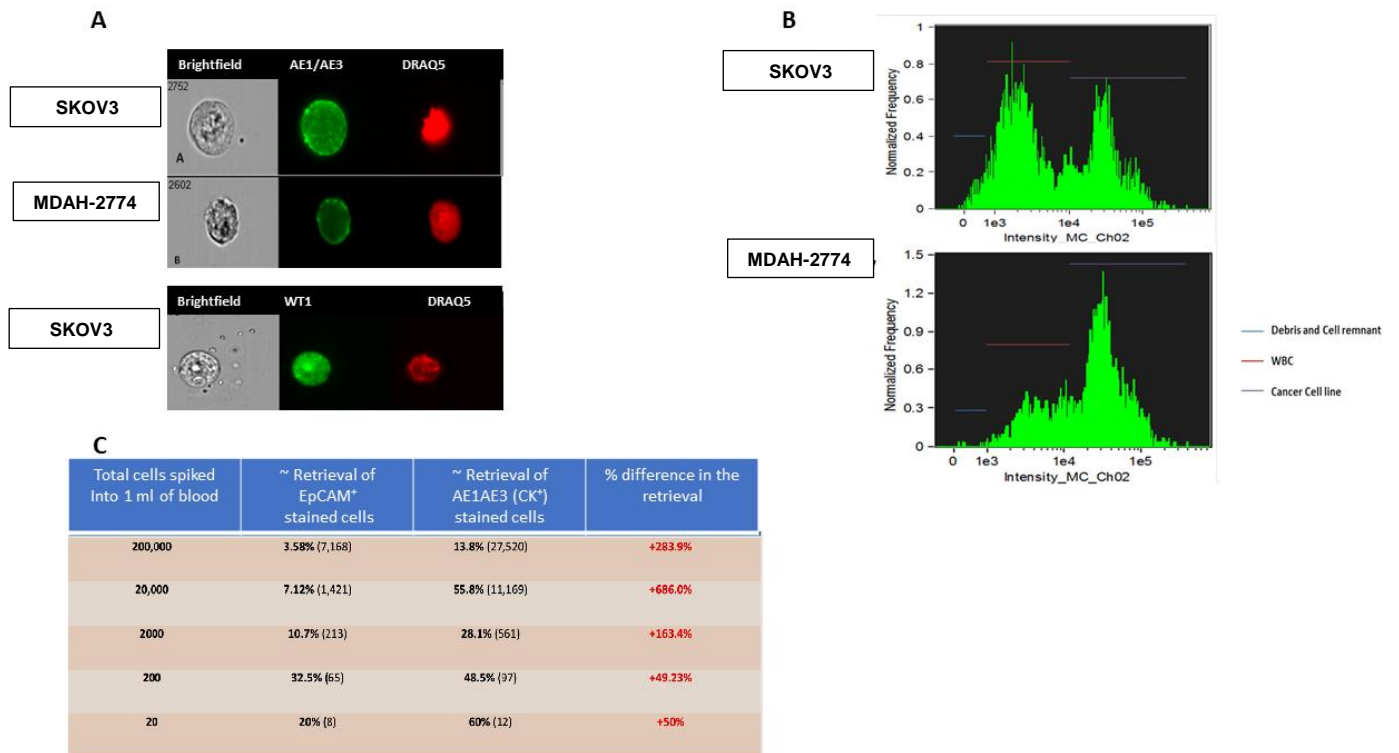 A
Brightfield AE1/AE3 DRAQ5
SKOV3
2752
A
MDAH-2774
2602
B
Brightfield WT1 DRAQ5
SKOV3
B
SKOV3
Normalized Frequency
1
0.8
0.6
0.4
0.2
0
0 1e3 1e4 1e5
Intensity_MC_Ch02
MDAH-2774
Normalized Frequency
1.5
1.2
0.9
0.6
0.3
0
0 1e3 1e4 1e5
Intensity_MC_Ch02
Debris and Cell remnant
WBC
Cancer Cell line
C
Total cells spiked
Into 1 ml of blood
~ Retrieval of
EpCAM⁺
stained cells
~ Retrieval of
AE1AE3 (CK⁺)
stained cells
% difference in the
retrieval
200,000 3.58% (7,168) 13.8% (27,520) +283.9%
20,000 7.12% (1,421) 55.8% (11,169) +686.0%
2000 10.7% (213) 28.1% (561) +163.4%
200 32.5% (65) 48.5% (97) +49.23%
20 20% (8) 60% (12) +50%